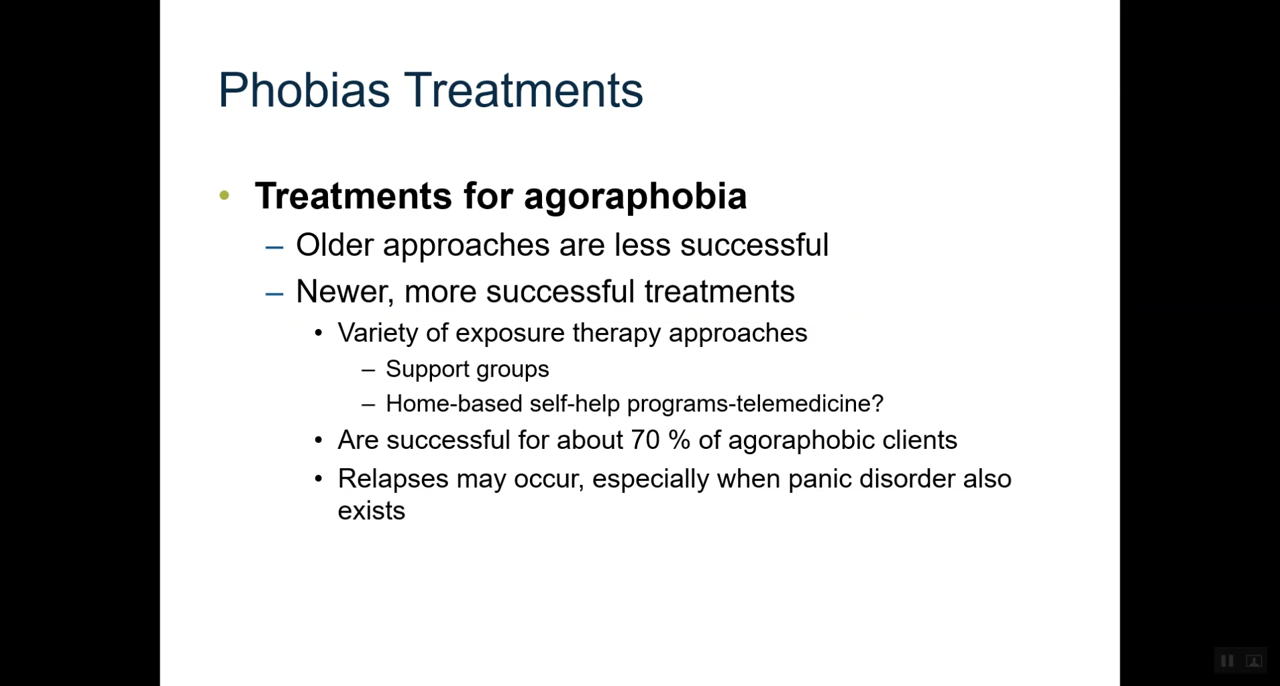 Phobias Treatments
• Treatments for agoraphobia
– Older approaches are less successful
– Newer, more successful treatments
• Variety of exposure therapy approaches
– Support groups
– Home-based self-help programs-telemedicine?
• Are successful for about 70 % of agoraphobic clients
• Relapses may occur, especially when panic disorder also
exists